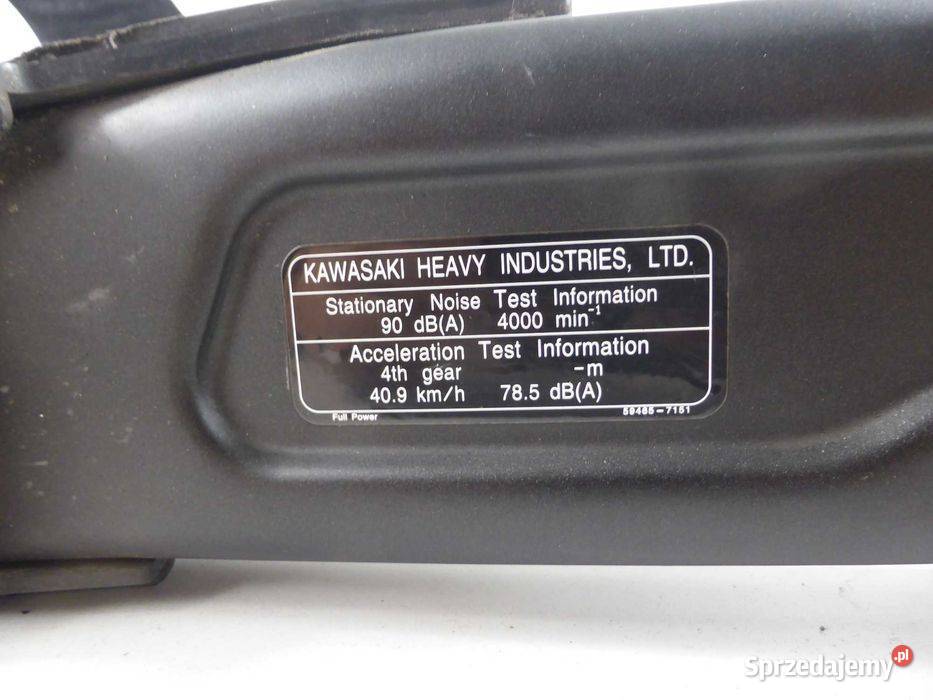 KAWASAKI HEAVY INDUSTRIES, LTD.
Stationary Noise Test Information
90 dB(A) 4000 min⁻¹
Acceleration Test Information
4th gear -m
40.9 km/h 78.5 dB(A)
Full Power 59465-7151
Sprzedajemy.pl